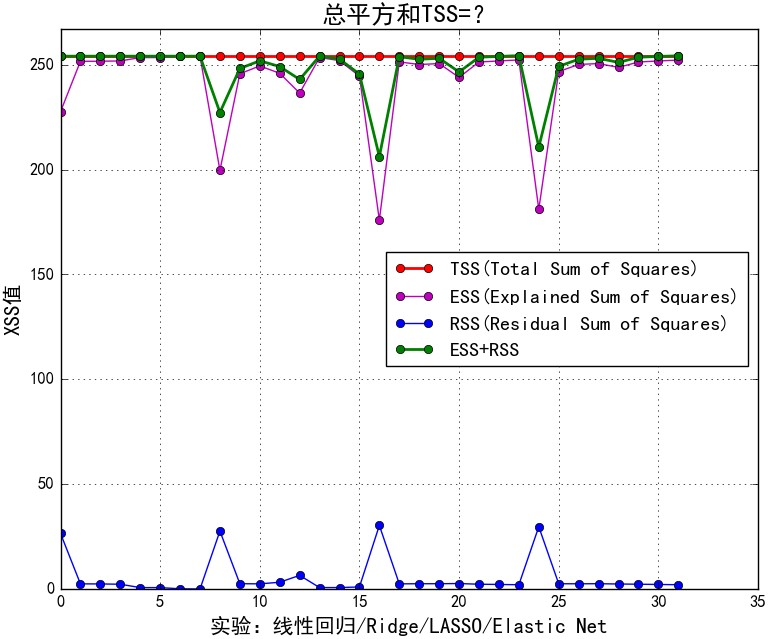 总平方和TSS=？
XSS值
250
200
150
100
50
0
TSS(Total Sum of Squares)
ESS(Explained Sum of Squares)
RSS(Residual Sum of Squares)
ESS+RSS
0 5 10 15 20 25 30 35
实验：线性回归/Ridge/LASSO/Elastic Net